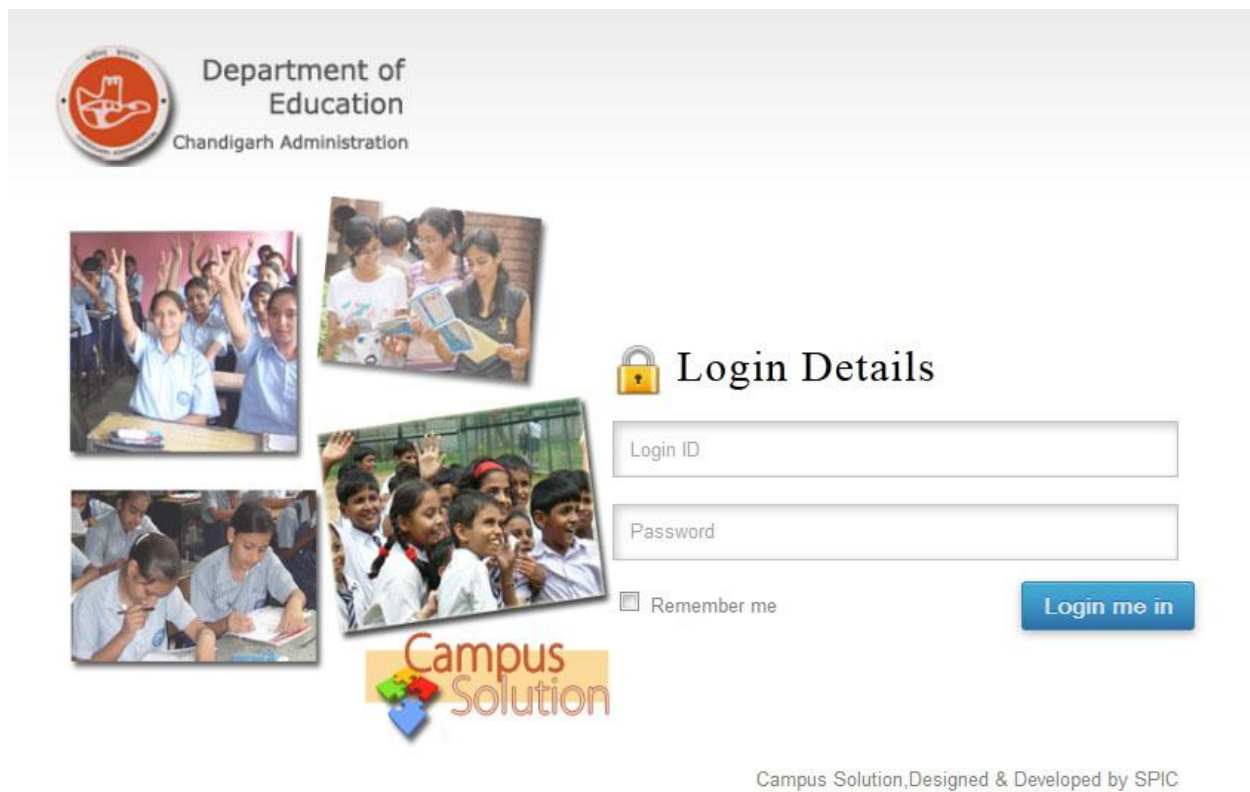 Department of
Education
Chandigarh Administration
Login Details
Login ID
Password
Remember me
Login me in
Campus
Solution
Campus Solution,Designed & Developed by SPIC